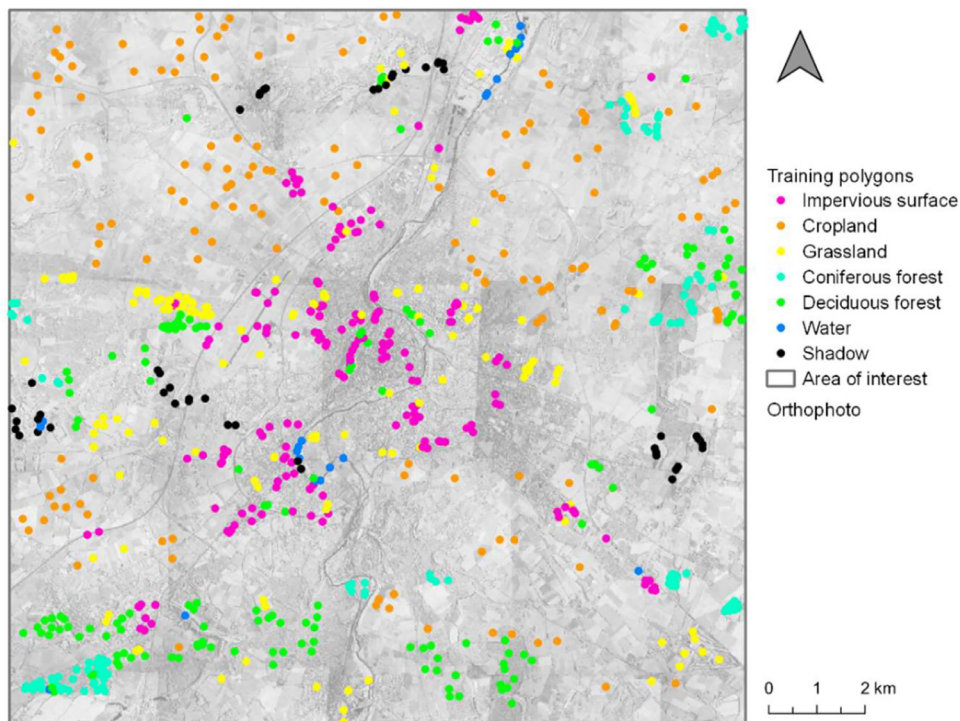 Training polygons
Impervious surface
Cropland
Grassland
Coniferous forest
Deciduous forest
Water
Shadow
Area of interest
Orthophoto
0 1 2 km